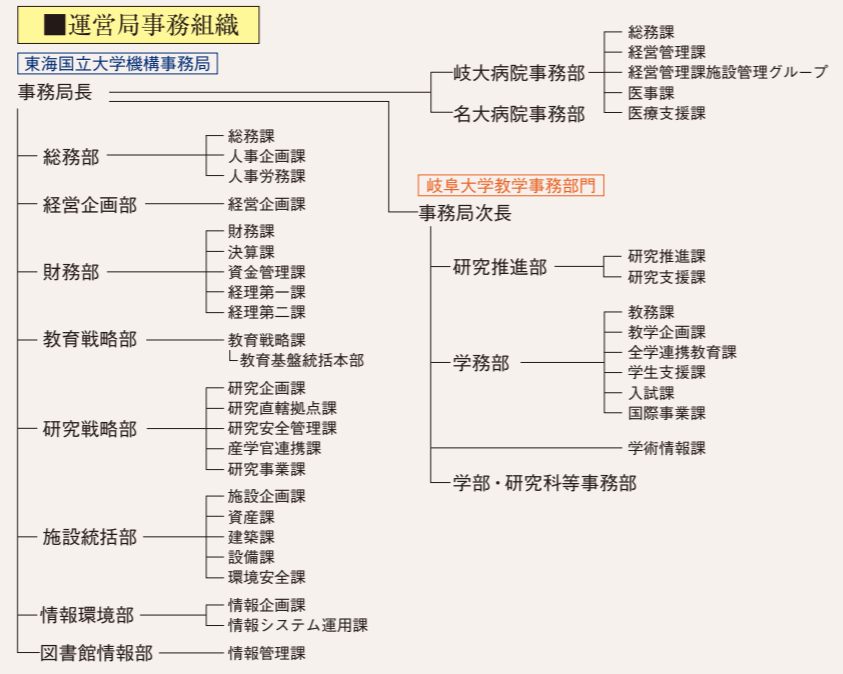 ■運営局事務組織
東海国立大学機構事務局
事務局長
総務部
総務課
人事企画課
人事労務課
経営企画部
経営企画課
財務部
財務課
決算課
資金管理課
経理第一課
経理第二課
教育戦略部
教育戦略課
教育基盤統括本部
研究戦略部
研究企画課
研究直轄拠点課
研究安全管理課
産学官連携課
研究事業課
施設統括部
施設企画課
資産課
建築課
設備課
環境安全課
情報環境部
情報企画課
情報システム運用課
図書館情報部
情報管理課
岐大病院事務部
総務課
経営管理課
経営管理課施設管理グループ
医事課
医療支援課
名大病院事務部
岐阜大学教学事務部門
事務局次長
研究推進部
研究推進課
研究支援課
学務部
教務課
教学企画課
全学連携教育課
学生支援課
入試課
国際事業課
学術情報課
学部・研究科等事務部